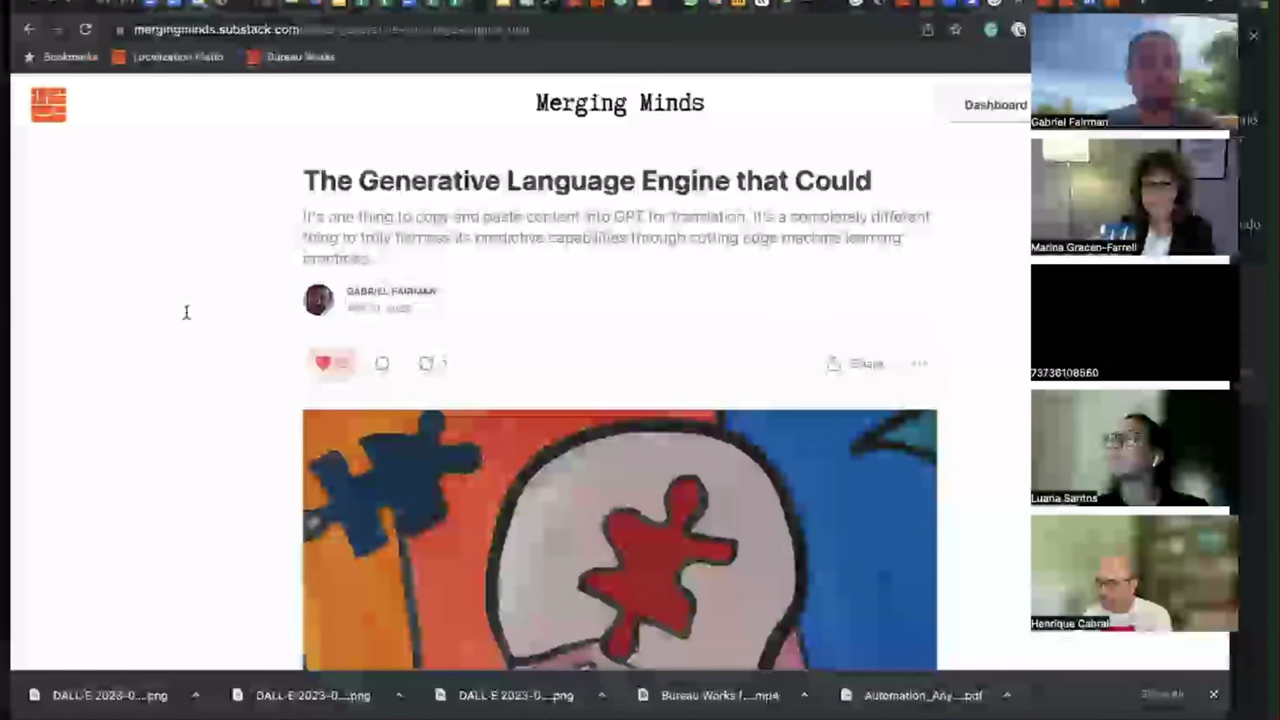 mergingminds.substack.com
Bookmarks
Bureau Works
Merging Minds
Dashboard
The Generative Language Engine that Could
It's one thing to copy and paste content into GPT for translation. It's a completely different
thing to truly harness its predictive capabilities through cutting edge machine learning
practices.
GABRIEL FAIRMAN
Share
Gabriel Fairman
Marina Gracen-Farrell
73736108560
Luana Santos
Henrique Cabral
DALL·E 2023-0....png
DALL·E 2023-0....png
DALL·E 2023-0....png
Bureau Works f....mp4
Automation_Any....pdf